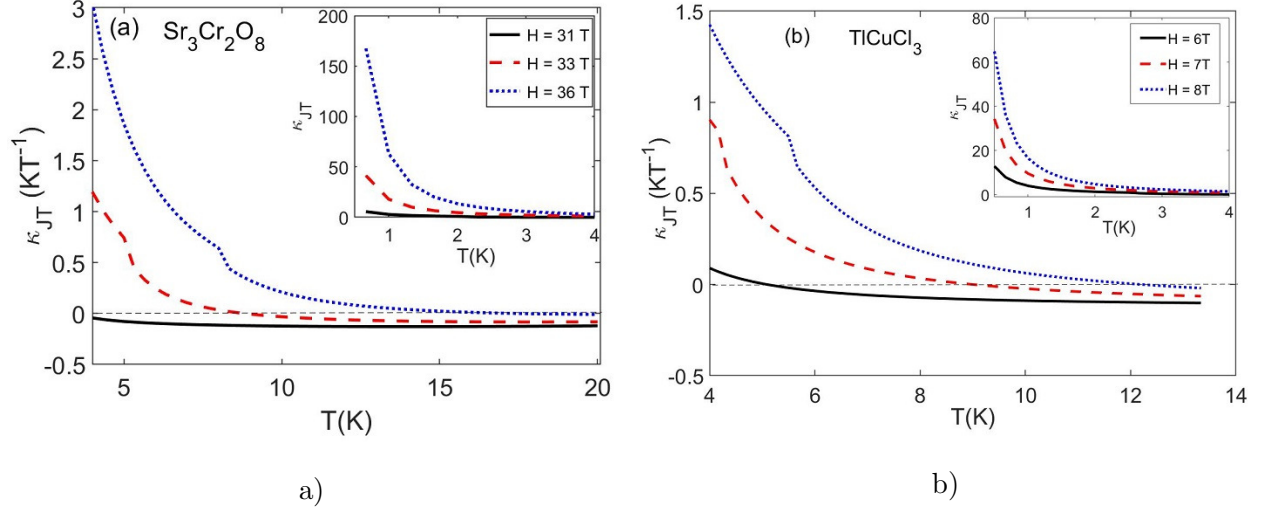 (a) Sr3Cr2O8
κJT (KT-1)
3
2.5
2
1.5
1
0.5
0
-0.5
5 10 15 20
T(K)
κJT
200
150
100
50
0
1 2 3 4
T(K)
H = 31 T
H = 33 T
H = 36 T
a)
(b) TlCuCl3
κJT (KT-1)
1.5
1
0.5
0
-0.5
4 6 8 10 12 14
T(K)
κJT
80
60
40
20
0
1 2 3 4
T(K)
H = 6T
H = 7T
H = 8T
b)